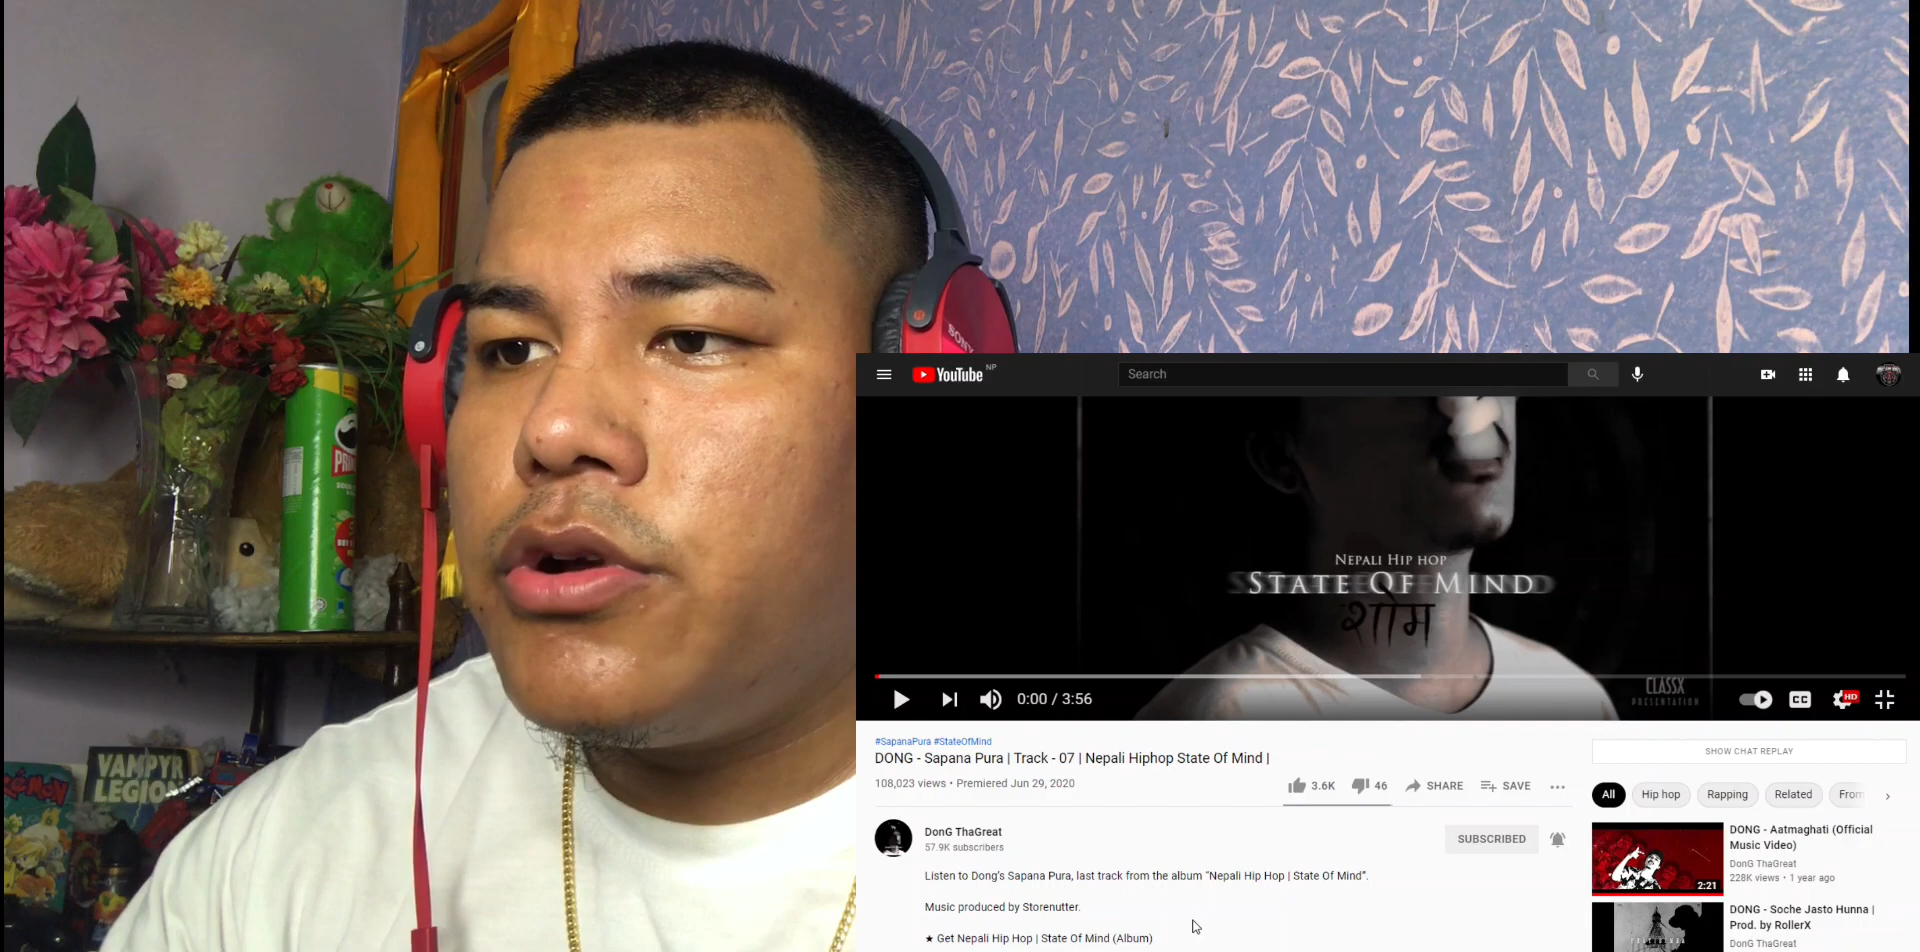 SONY
PRIN
VAMPYR
LEGIO
YouTube NP
Search
NEPALI HIP HOP
STATE OF MIND
शोम
CLASSX
PRESENTATION
0:00 / 3:56
CC
HD
#SapanaPura #StateOfMind
DONG - Sapana Pura | Track - 07 | Nepali Hiphop State Of Mind |
108,023 views • Premiered Jun 29, 2020
3.6K
46
SHARE
SAVE
DonG ThaGreat
57.9K subscribers
SUBSCRIBED
Listen to Dong's Sapana Pura, last track from the album “Nepali Hip Hop | State Of Mind”.
Music produced by Storenutter.
★ Get Nepali Hip Hop | State Of Mind (Album)
SHOW CHAT REPLAY
All Hip hop Rapping Related From
DONG - Aatmaghati (Official
Music Video)
DonG ThaGreat
228K views • 1 year ago
2:21
DONG - Soche Jasto Hunna |
Prod. by RollerX
DonG ThaGreat